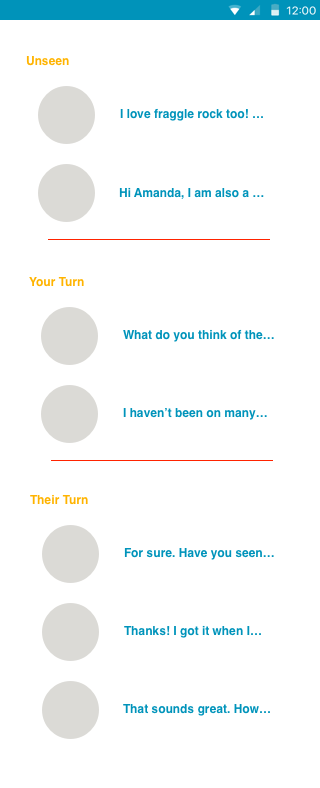 12:00
Unseen
I love fraggle rock too! …
Hi Amanda, I am also a …
Your Turn
What do you think of the…
I haven’t been on many…
Their Turn
For sure. Have you seen…
Thanks! I got it when I…
That sounds great. How…